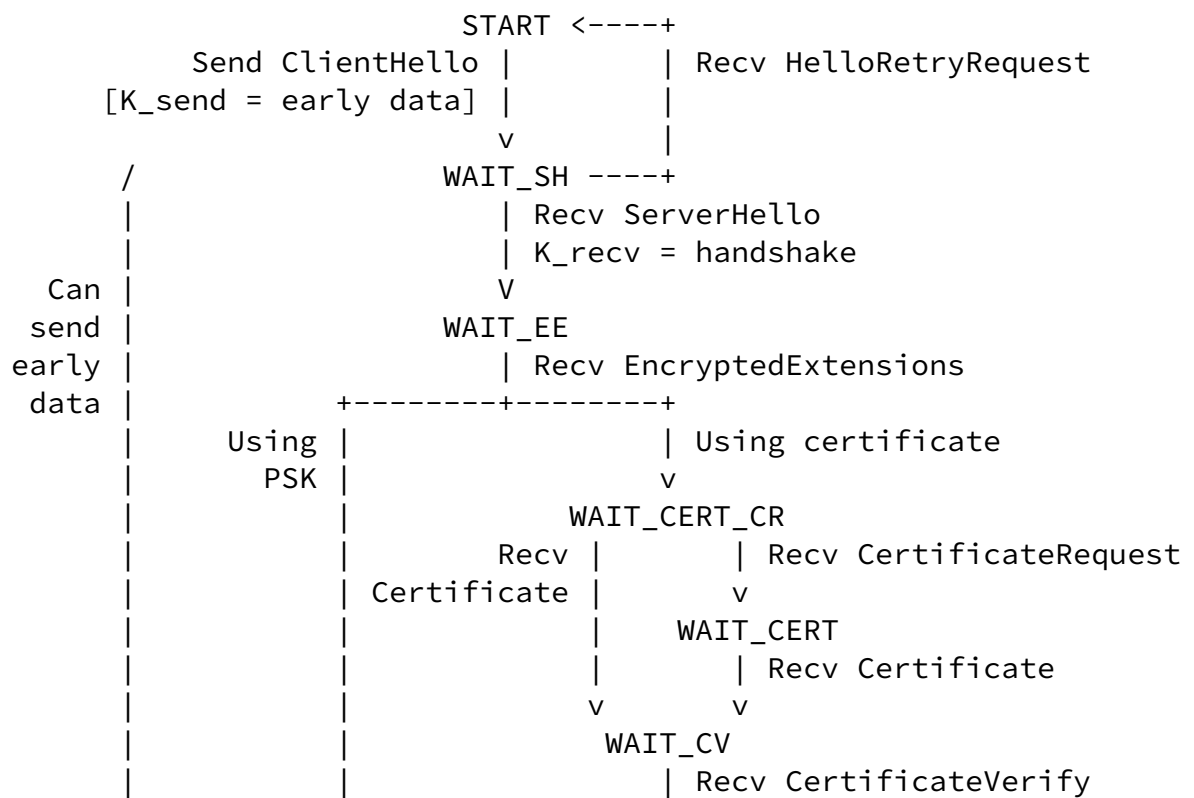 START <----+
Send ClientHello | | Recv HelloRetryRequest
[K_send = early data] | |
v |
/ WAIT_SH ----+
| | Recv ServerHello
| | K_recv = handshake
Can | V
send | WAIT_EE
early | | Recv EncryptedExtensions
data | +--------+--------+
| Using | | Using certificate
| PSK | v
| | WAIT_CERT_CR
| | Recv | | Recv CertificateRequest
| | Certificate | v
| | | WAIT_CERT
| | | | Recv Certificate
| | v v
| | WAIT_CV
| | | Recv CertificateVerify